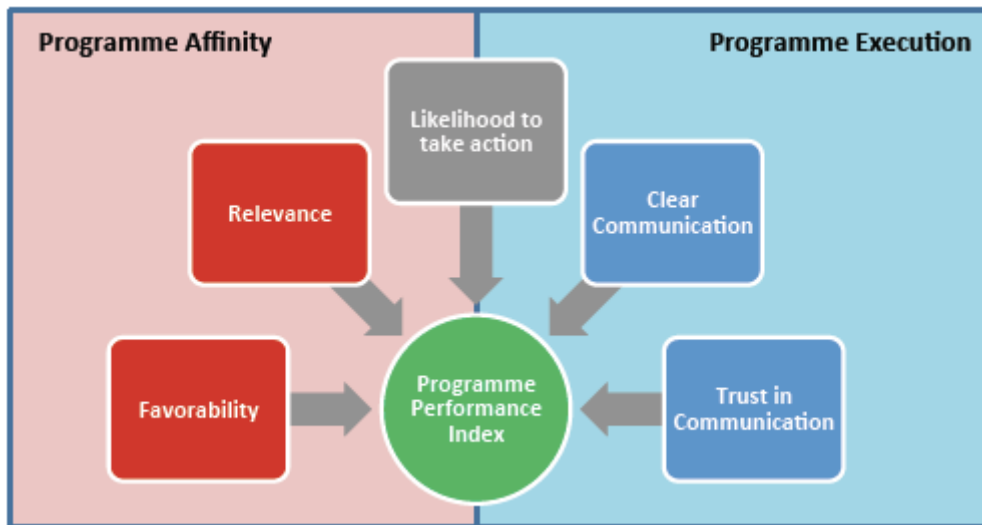 Programme Affinity
Programme Execution
Likelihood to
take action
Relevance
Clear
Communication
Favorability
Programme
Performance
Index
Trust in
Communication